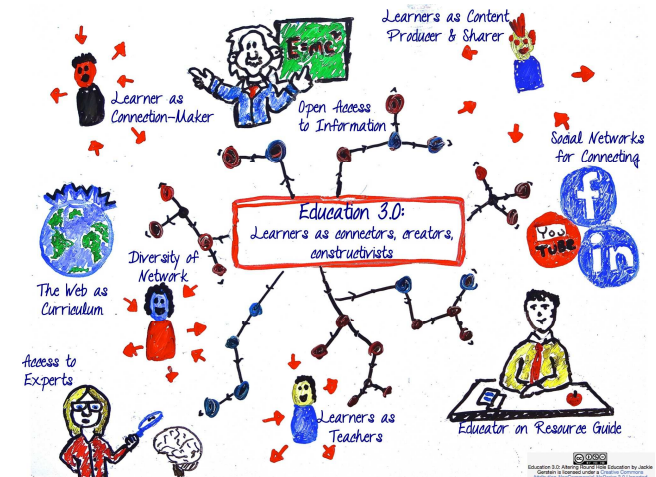 Learners as Content
Producer & Sharer
E=mc²
Learner as
Connection-Maker
Open Access
to Information
Social Networks
for Connecting
f
You
Tube
in
Education 3.0:
Learners as connectors, creators,
constructivists
Diversity of
Network
The Web as
Curriculum
Access to
Experts
Learners as
Teachers
Educator on Resource Guide
Education 3.0: Altering Round Hole Education by Jackie
Gerstein is licensed under a Creative Commons